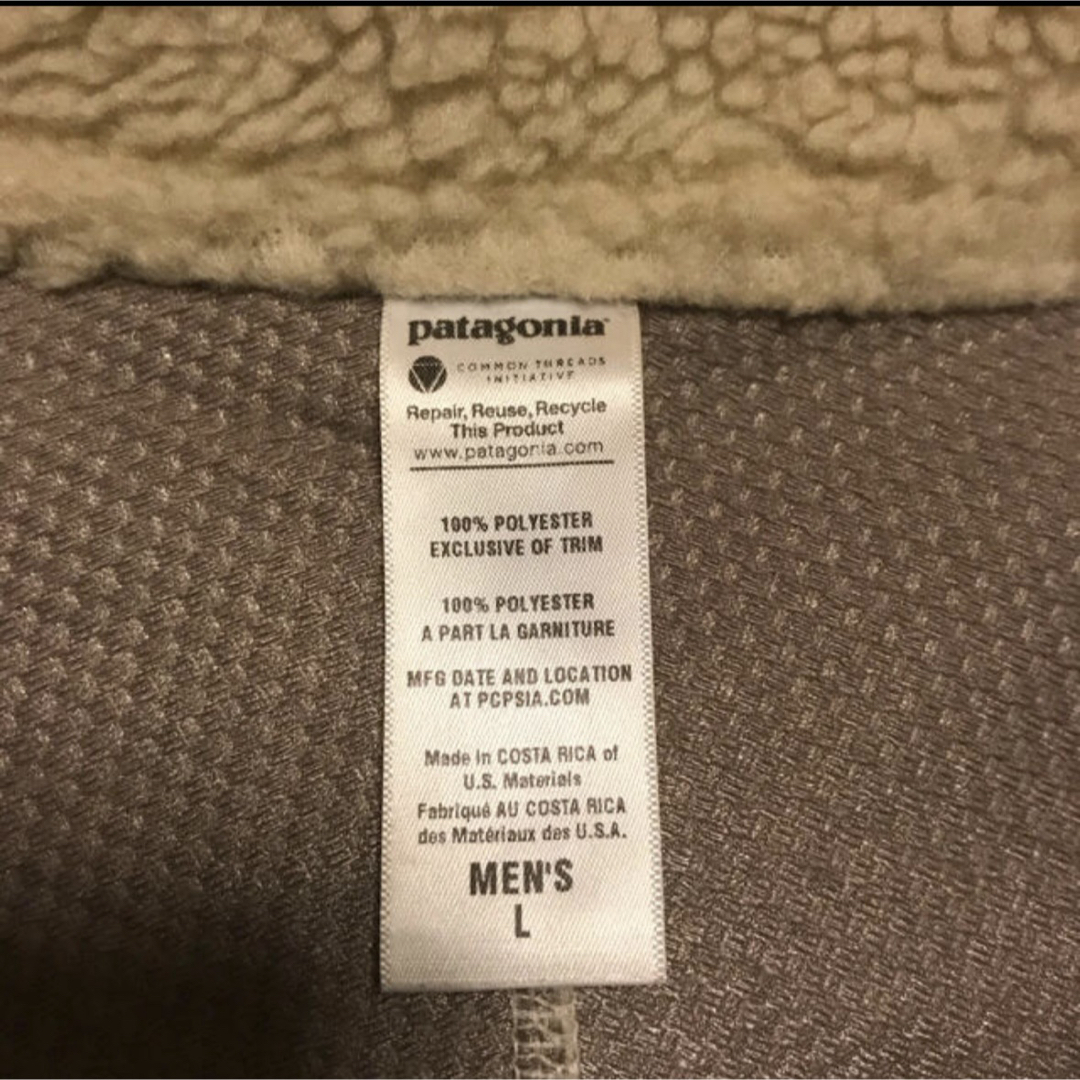 patagonia
COMMON THREADS
INITIATIVE
Repair, Reuse, Recycle
This Product
www.patagonia.com
100% POLYESTER
EXCLUSIVE OF TRIM
100% POLYESTER
A PART LA GARNITURE
MFG DATE AND LOCATION
AT PCPSIA.COM
Made in COSTA RICA of
U.S. Materials
Fabriqué AU COSTA RICA
des Matériaux des U.S.A.
MEN'S
L